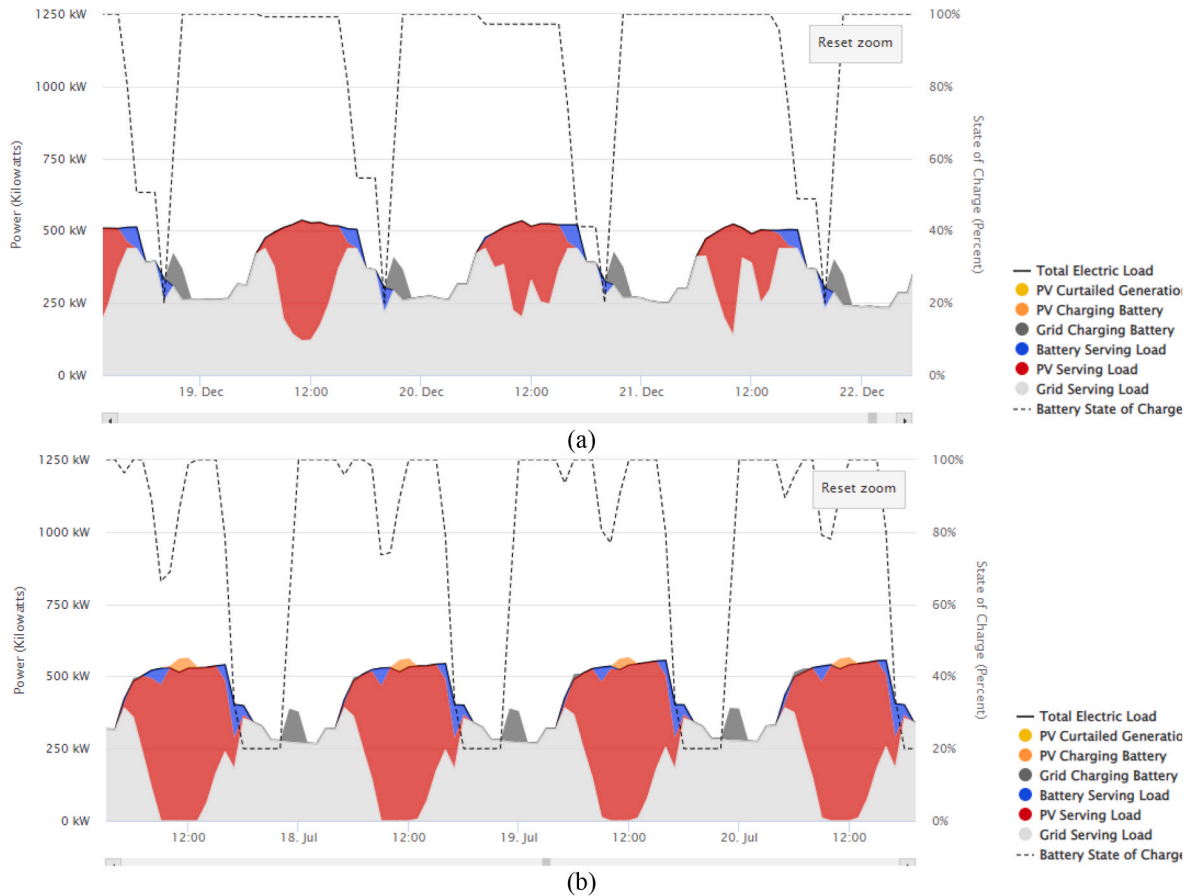 1250 kW
1000 kW
750 kW
500 kW
250 kW
0 kW
Power (Kilowatts)
100%
80%
60%
40%
20%
0%
State of Charge (Percent)
Reset zoom
19. Dec 12:00 20. Dec 12:00 21. Dec 12:00 22. Dec
Total Electric Load
PV Curtailed Generatio
PV Charging Battery
Grid Charging Battery
Battery Serving Load
PV Serving Load
Grid Serving Load
Battery State of Charge
(a)
1250 kW
1000 kW
750 kW
500 kW
250 kW
0 kW
Power (Kilowatts)
100%
80%
60%
40%
20%
0%
State of Charge (Percent)
Reset zoom
12:00 18. Jul 12:00 19. Jul 12:00 20. Jul 12:00
Total Electric Load
PV Curtailed Generatio
PV Charging Battery
Grid Charging Battery
Battery Serving Load
PV Serving Load
Grid Serving Load
Battery State of Charge
(b)